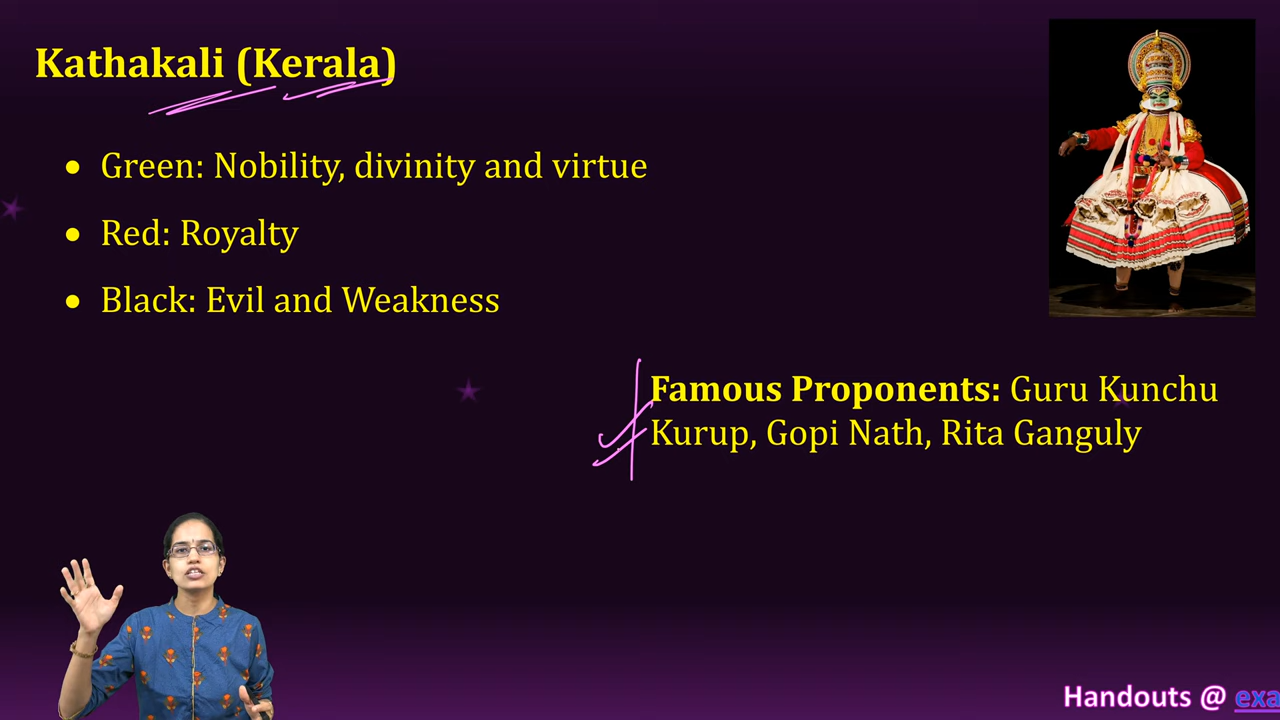 Kathakali (Kerala)
• Green: Nobility, divinity and virtue
• Red: Royalty
• Black: Evil and Weakness
Famous Proponents: Guru Kunchu
Kurup, Gopi Nath, Rita Ganguly
Handouts @ exa